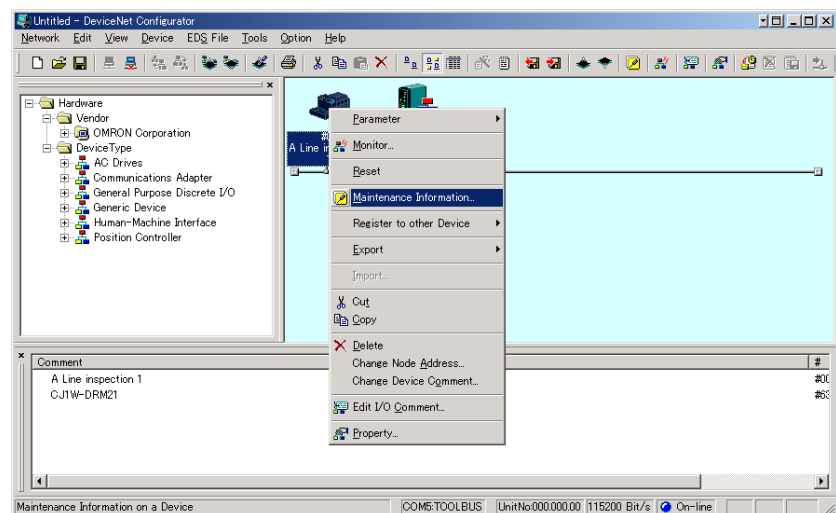 Untitled - DeviceNet Configurator
Network Edit View Device EDS File Tools Option Help
Hardware
Vendor
OMRON Corporation
DeviceType
AC Drives
Communications Adapter
General Purpose Discrete I/O
Generic Device
Human-Machine Interface
Position Controller
#
A Line in
Parameter
Monitor...
Reset
Maintenance Information...
Register to other Device
Export
Import...
Cut
Copy
Delete
Change Node Address...
Change Device Comment...
Edit I/O Comment...
Property...
Comment #
A Line inspection 1 #00
CJ1W-DRM21 #63
Maintenance Information on a Device COM5:TOOLBUS UnitNo:000.000.00 115200 Bit/s On-line